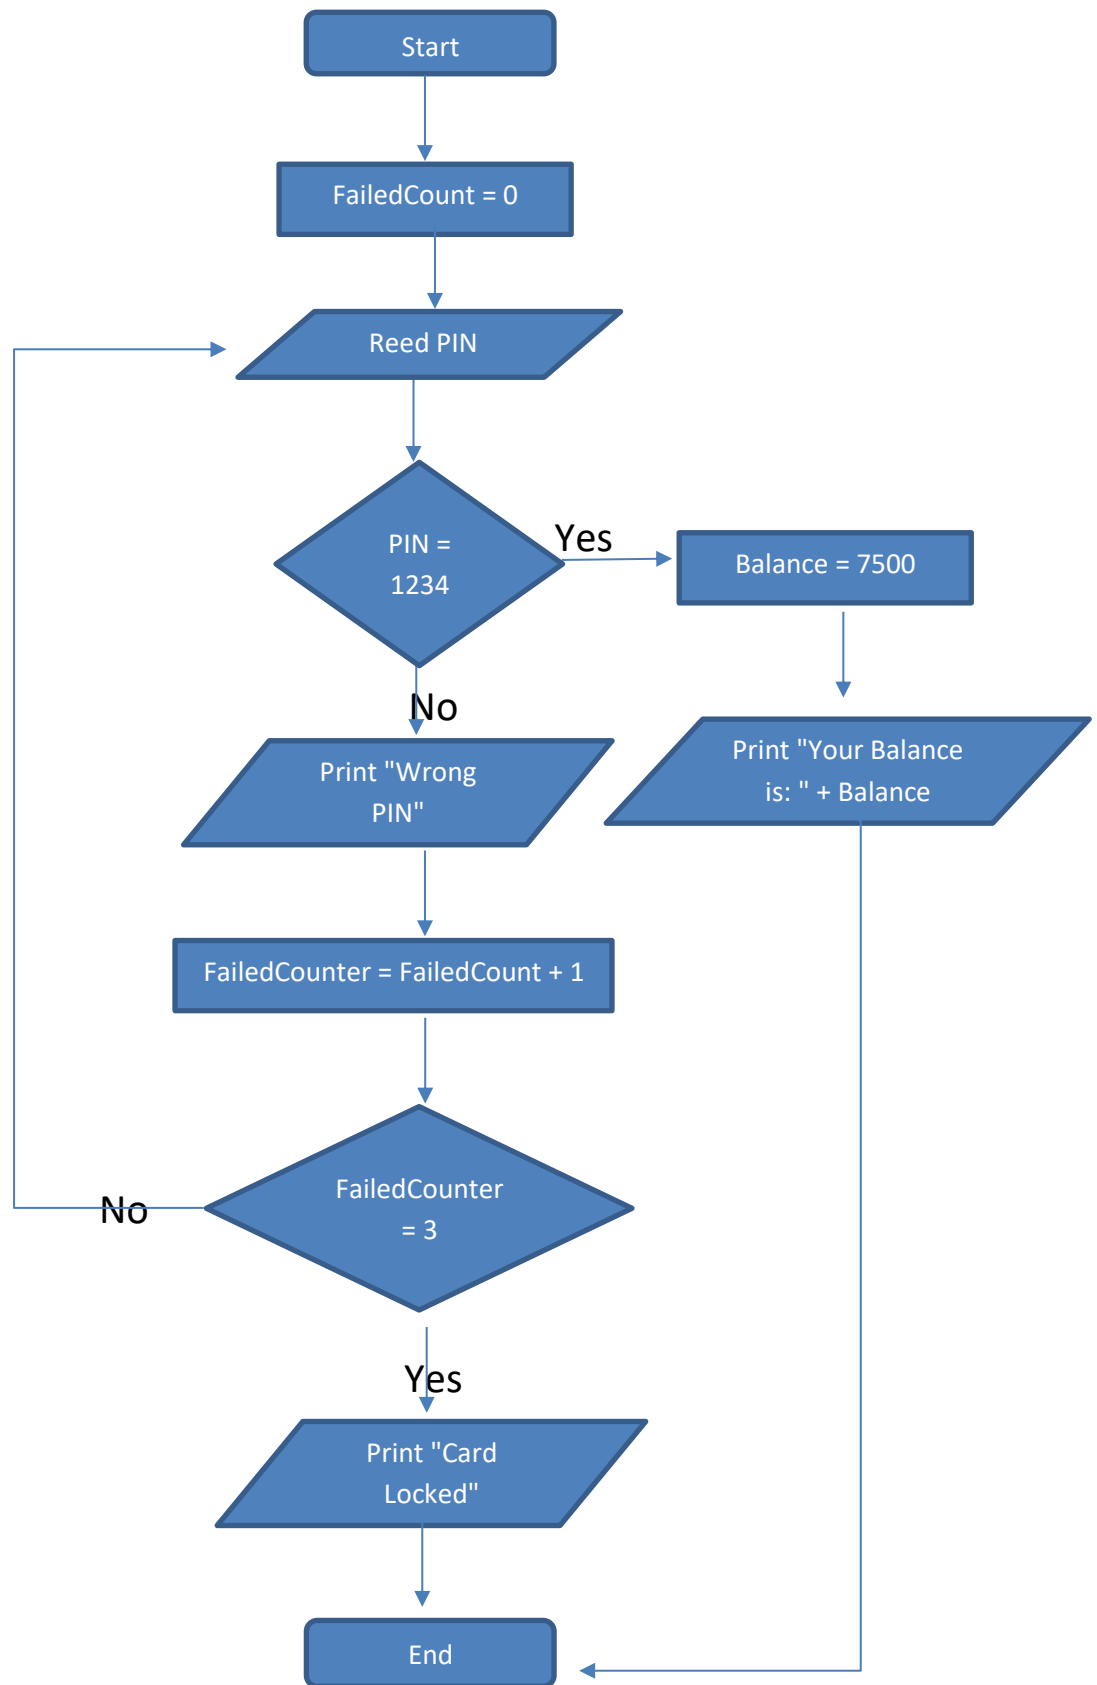 Start
FailedCount = 0
Reed PIN
PIN =
1234
Yes
Balance = 7500
No
Print "Wrong
PIN"
Print "Your Balance
is: " + Balance
FailedCounter = FailedCount + 1
FailedCounter
= 3
No
Yes
Print "Card
Locked"
End